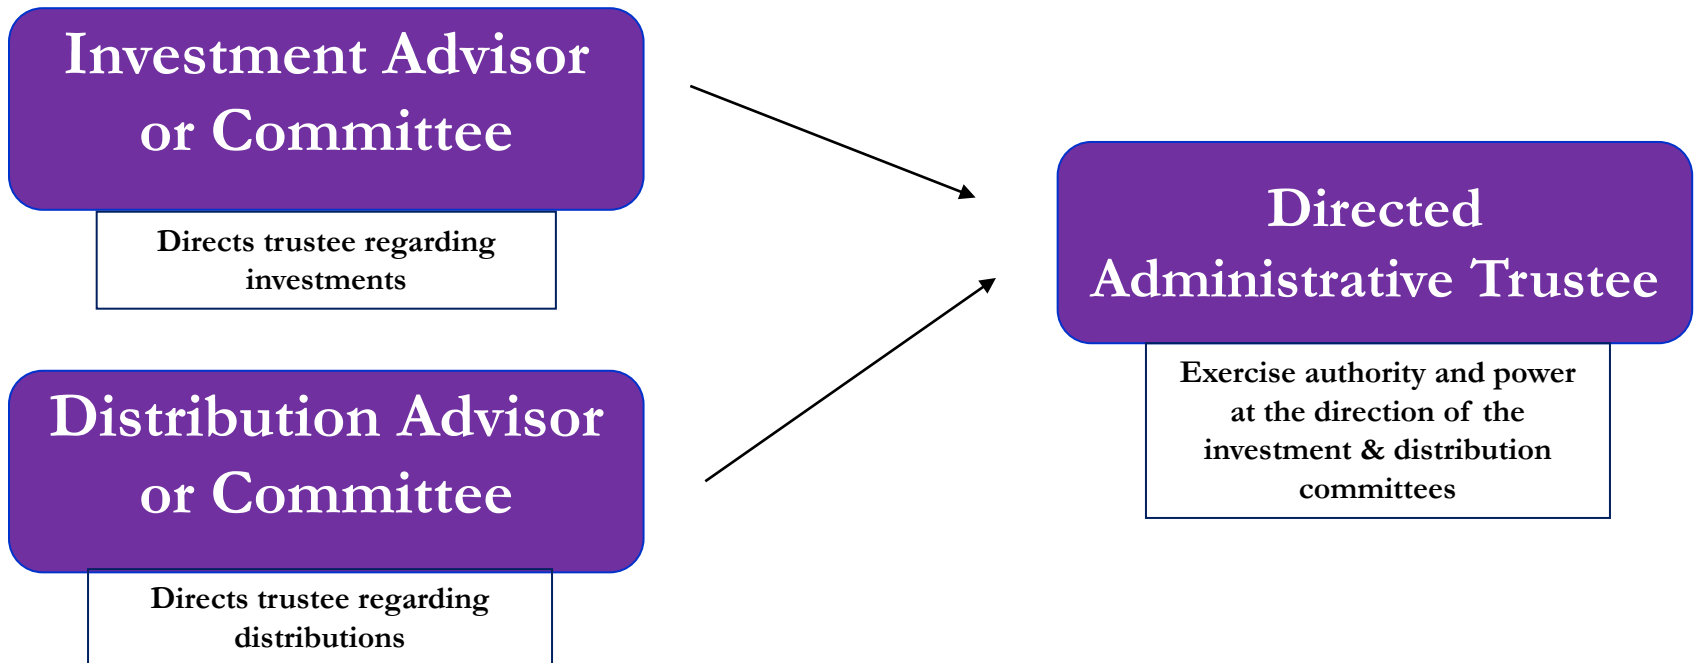 Investment Advisor
or Committee
Directs trustee regarding
investments
Distribution Advisor
or Committee
Directs trustee regarding
distributions
Directed
Administrative Trustee
Exercise authority and power
at the direction of the
investment & distribution
committees